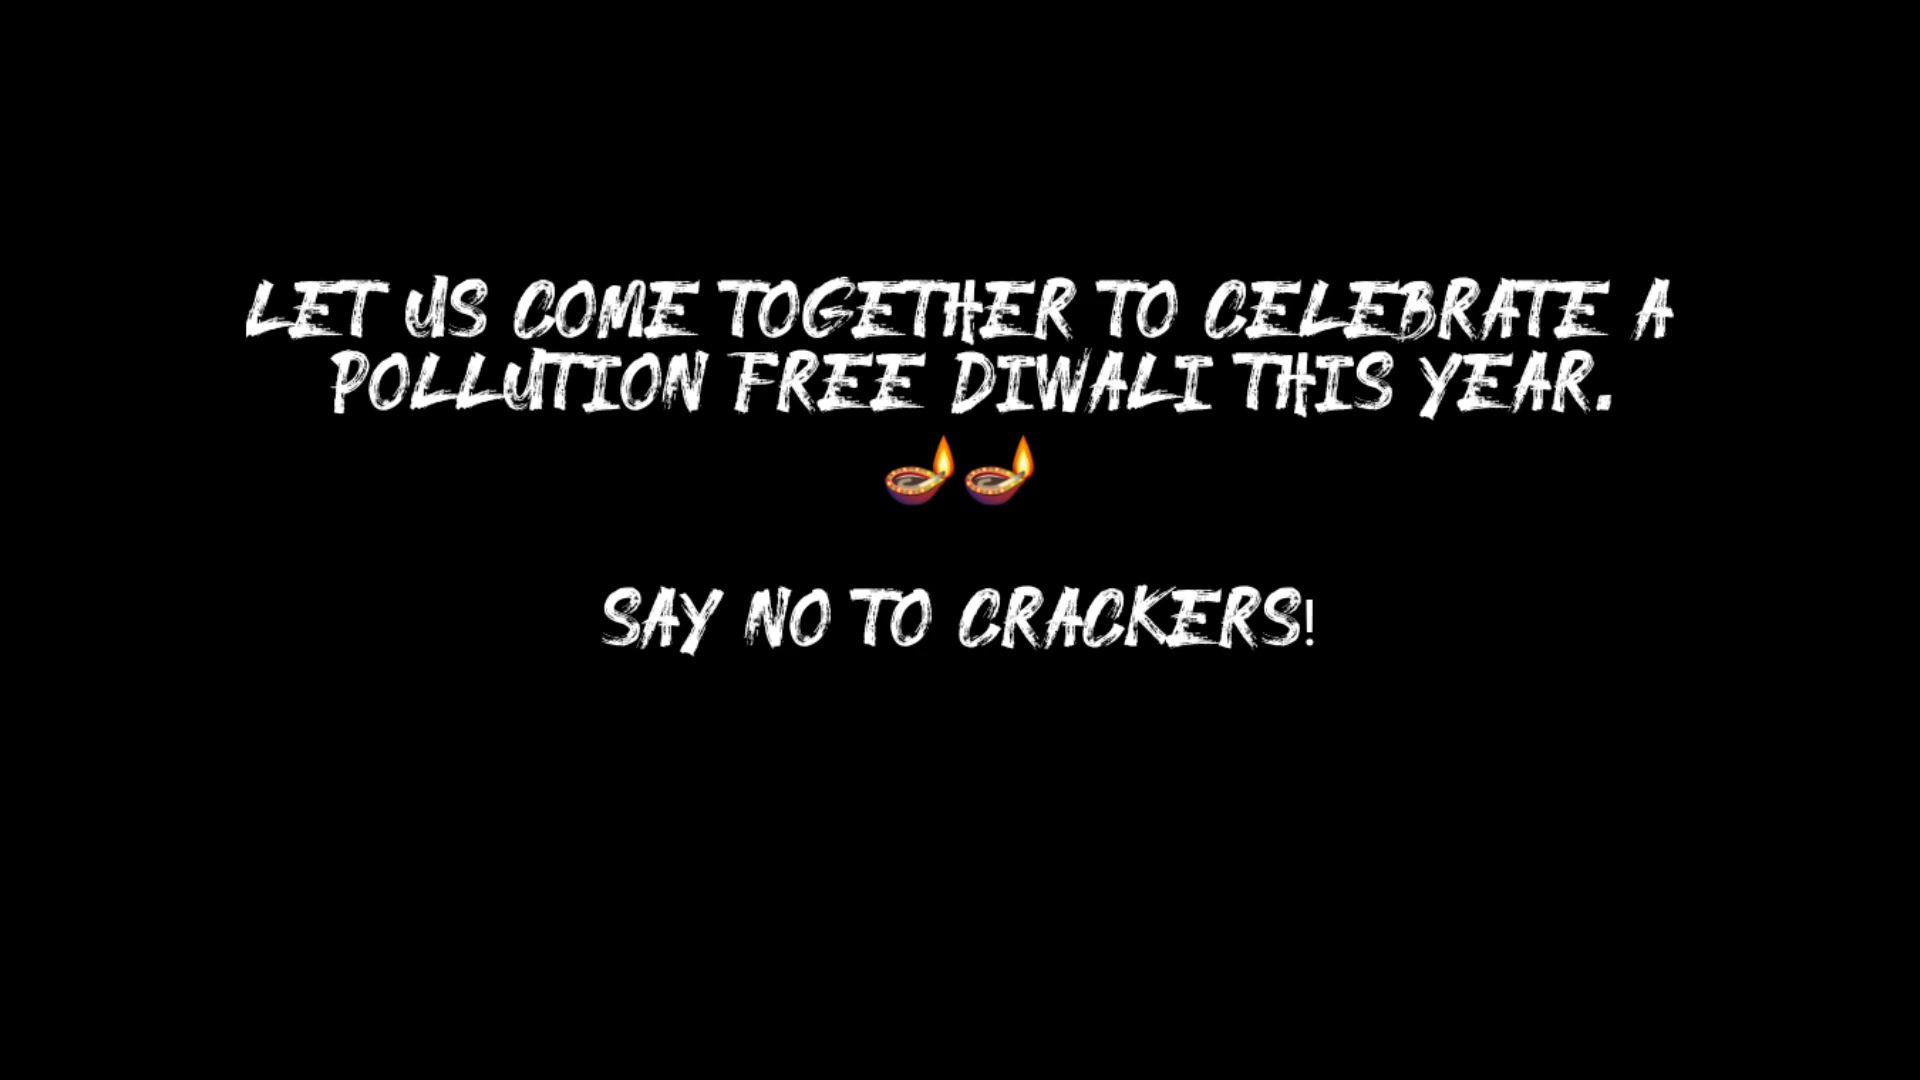 LET US COME TOGETHER TO CELEBRATE A
POLLUTION FREE DIWALI THIS YEAR.
🪔🪔
SAY NO TO CRACKERS!